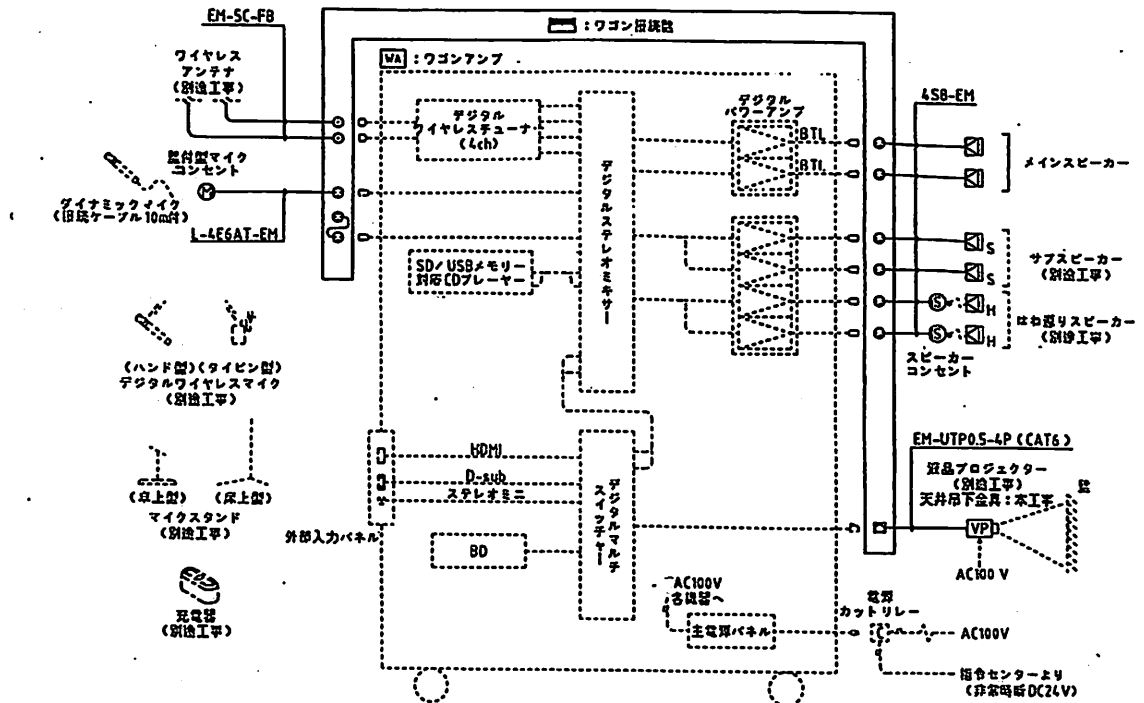 EM-5C-FB
:ワゴン接続器
ワイヤレス
アンテナ
(別途工事)
WA :ワゴンアンプ
デジタル
ワイヤレスチューナ
(4ch)
デジタル
パワーアンプ
BTL
BTL
4S8-EM
メインスピーカー
壁付型マイク
コンセント
M
ダイナミックマイク
(接続ケーブル10m付)
L-4E6AT-EM
デジタルステレオミキサー
SD/USBメモリー
対応CDプレーヤー
S
S
サブスピーカー
(別途工事)
S
H
S
H
はね返りスピーカー
(別途工事)
スピーカー
コンセント
(ハンド型)(タイピン型)
デジタルワイヤレスマイク
(別途工事)
(卓上型)
(床上型)
マイクスタンド
(別途工事)
外部入力パネル
HDMI
D-sub
ステレオミニ
デジタルマルチ
スイッチャー
BD
EM-UTP0.5-4P(CAT6)
液晶プロジェクター
(別途工事)
天井吊下金具:本工事
壁
VP
AC100V
充電器
(別途工事)
AC100V
各機器へ
主電源パネル
電源
カットリレー
C
AC100V
指令センターより
(非常時断DC24V)